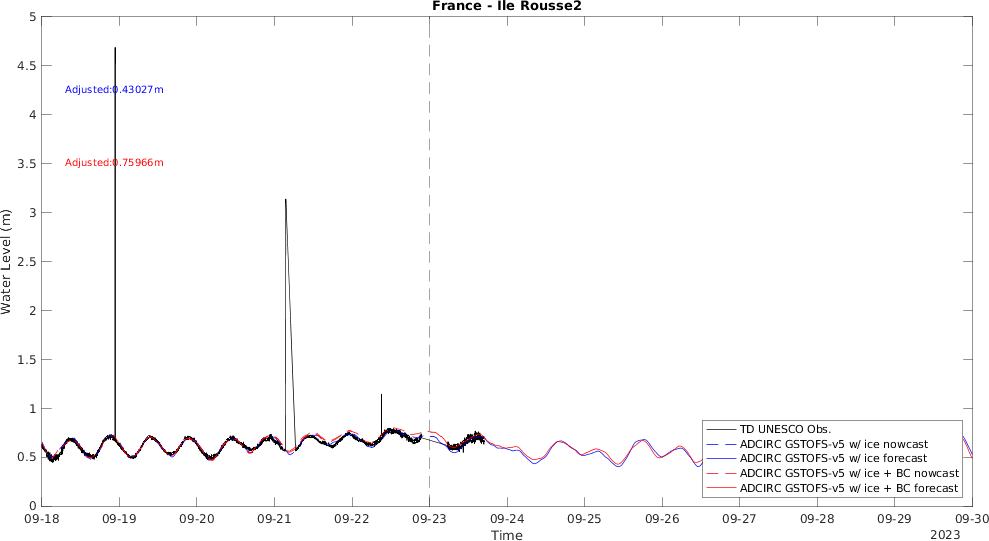 France - Ile Rousse2
5
4.5
Adjusted:0.43027m
4
3.5
Adjusted:0.75966m
3
2.5
2
1.5
1
0.5
0
Water Level (m)
TD UNESCO Obs.
ADCIRC GSTOFS-v5 w/ ice nowcast
ADCIRC GSTOFS-v5 w/ ice forecast
ADCIRC GSTOFS-v5 w/ ice + BC nowcast
ADCIRC GSTOFS-v5 w/ ice + BC forecast
09-18 09-19 09-20 09-21 09-22 09-23 09-24 09-25 09-26 09-27 09-28 09-29 09-30
Time
2023